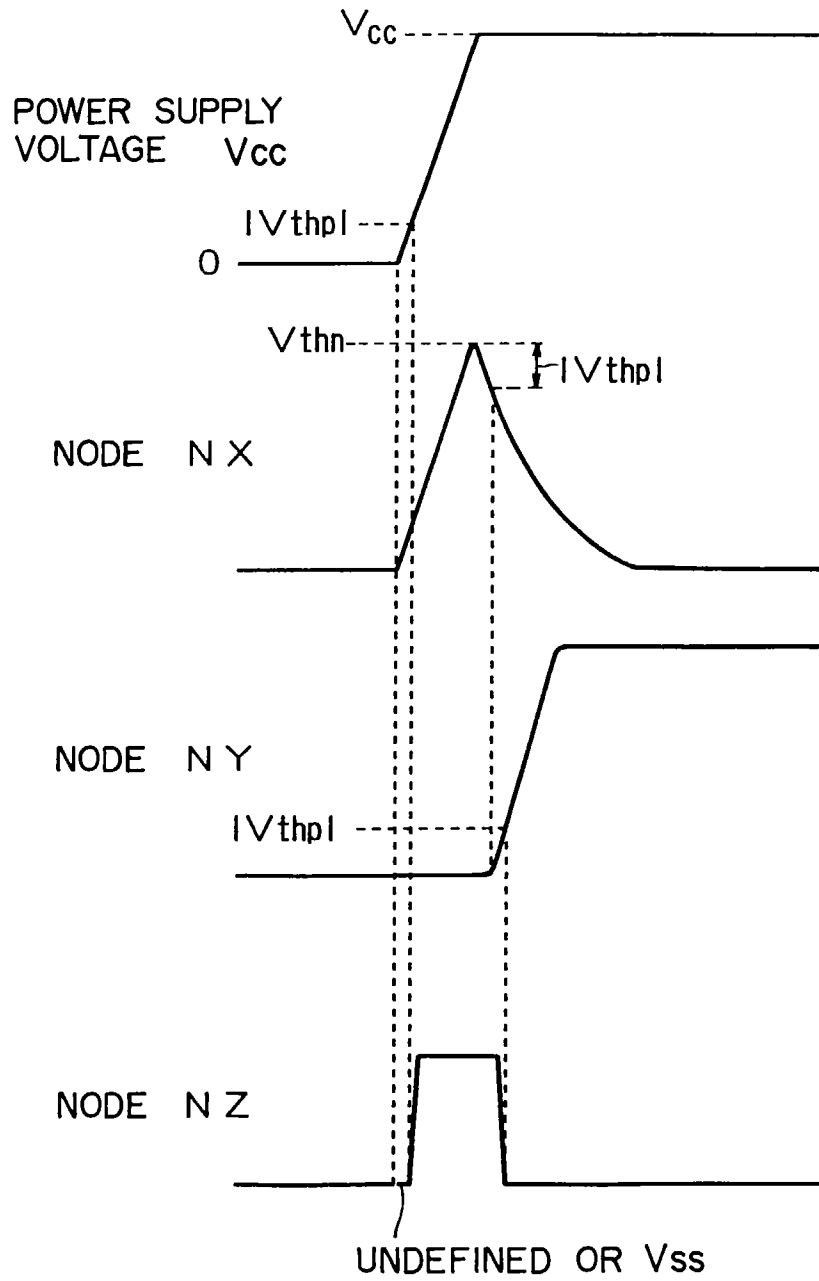 Vcc
POWER SUPPLY
VOLTAGE Vcc
|Vthp|
0
Vthn
|Vthp|
NODE NX
NODE NY
|Vthp|
NODE NZ
UNDEFINED OR Vss